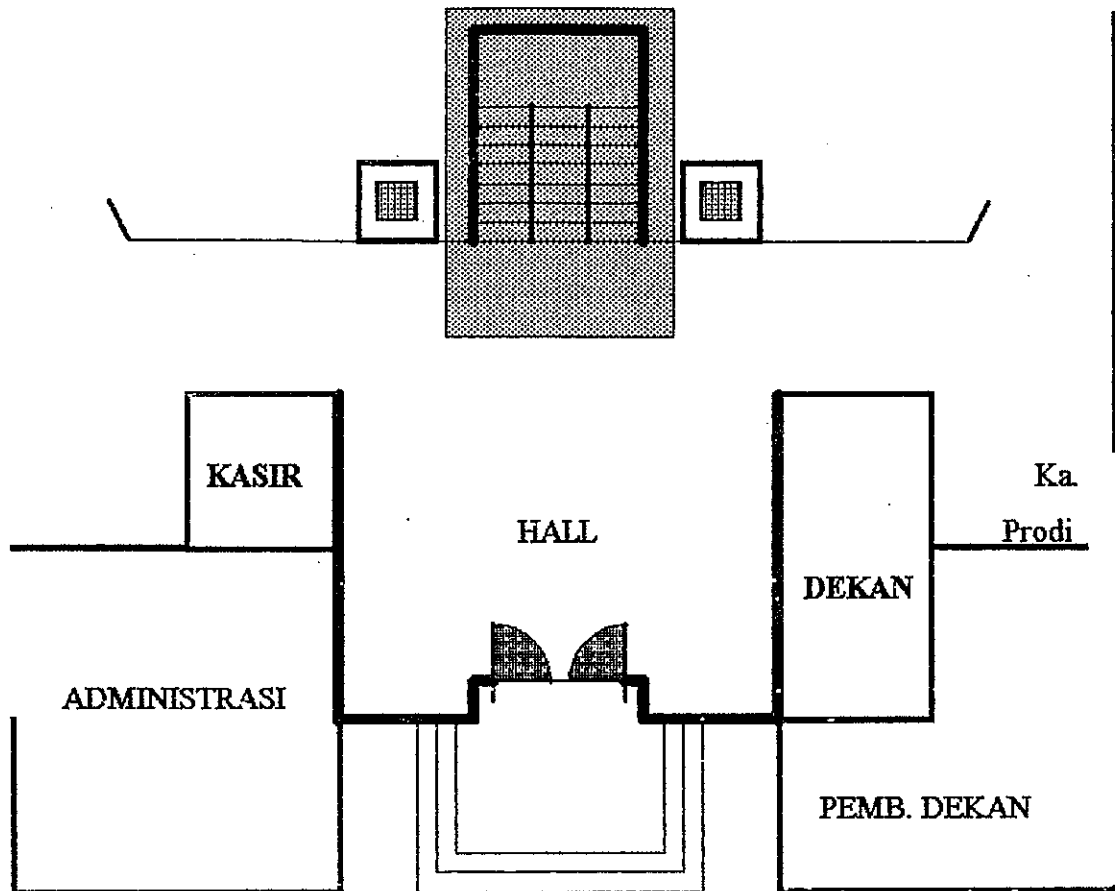 KASIR
Ka.
Prodi
HALL
DEKAN
ADMINISTRASI
PEMB. DEKAN